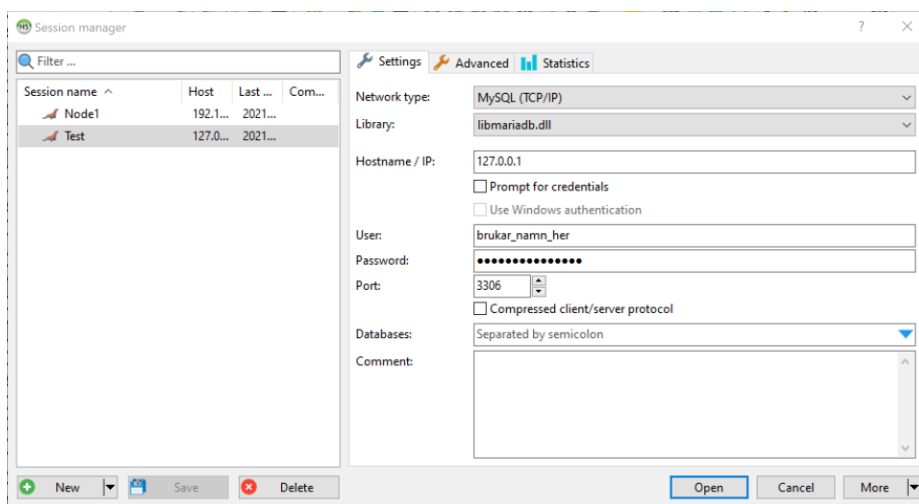 HS Session manager ?
Filter ...
Session name Host Last ... Com...
Node1 192.1... 2021...
Test 127.0... 2021...
New Save Delete
Settings Advanced Statistics
Network type: MySQL (TCP/IP)
Library: libmariadb.dll
Hostname / IP: 127.0.0.1
Prompt for credentials
Use Windows authentication
User: brukar_namn_her
Password: ●●●●●●●●●●●●●●●
Port: 3306
Compressed client/server protocol
Databases: Separated by semicolon
Comment:
Open Cancel More